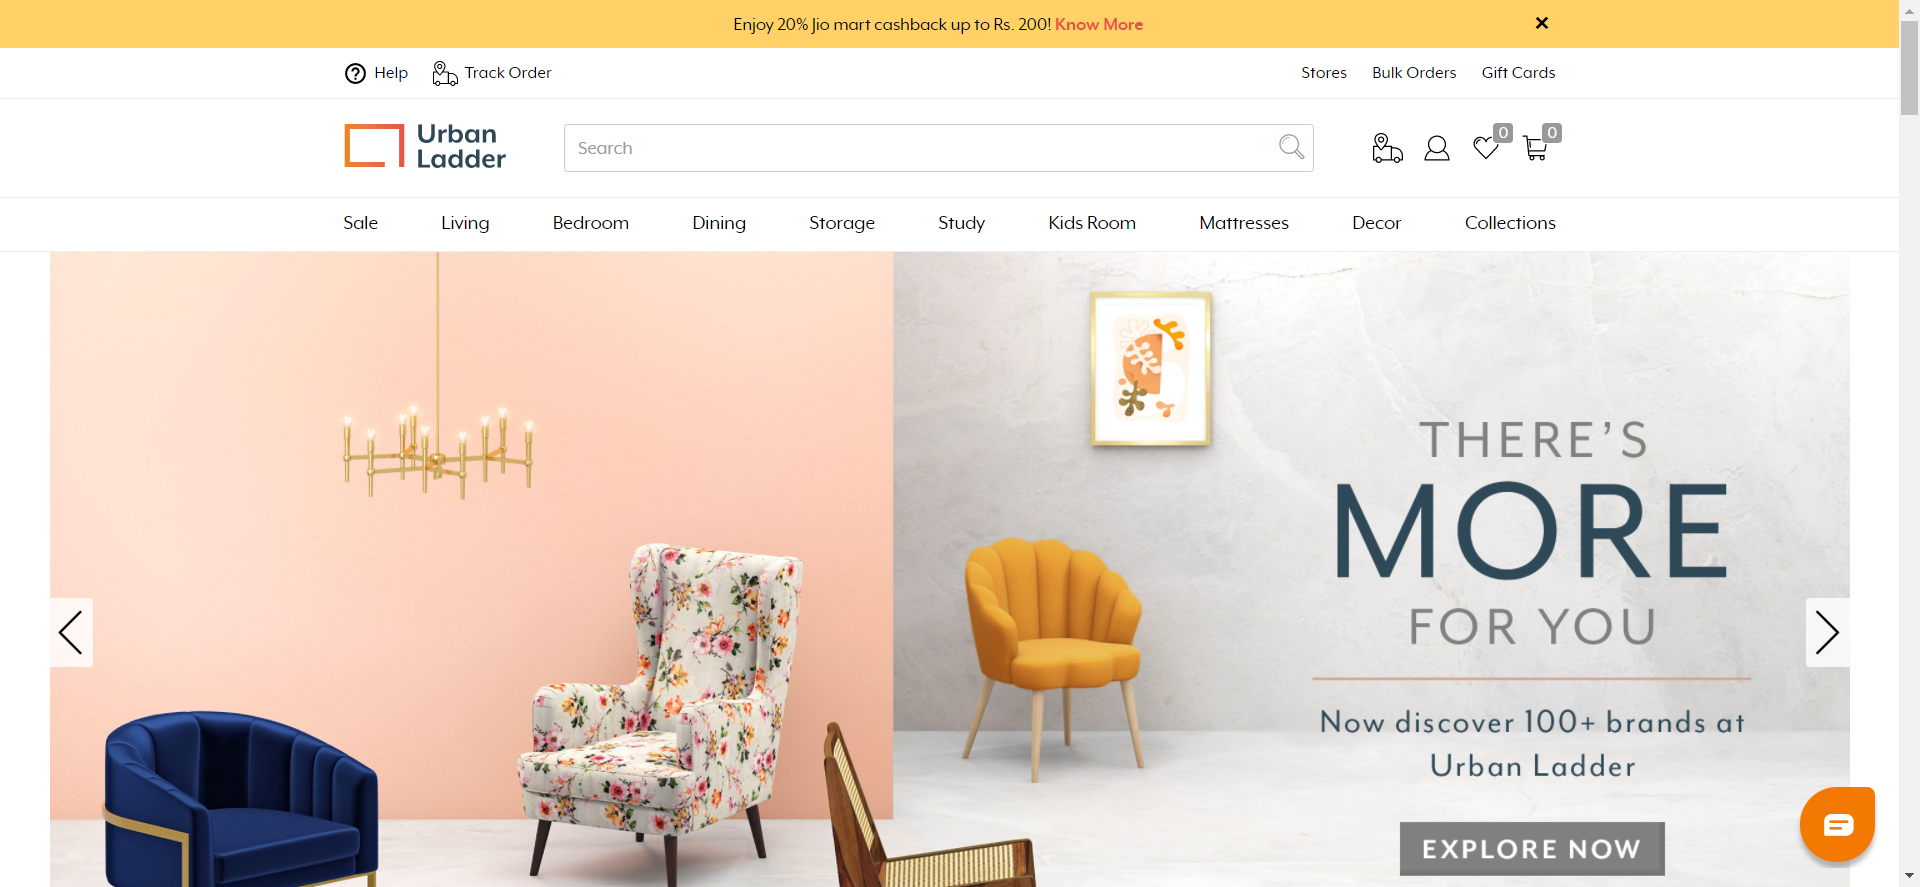 Enjoy 20% Jio mart cashback up to Rs. 200! Know More
Help
Track Order
Stores
Bulk Orders
Gift Cards
Urban
Ladder
Search
0
0
Sale
Living
Bedroom
Dining
Storage
Study
Kids Room
Mattresses
Decor
Collections
THERE'S
MORE
FOR YOU
Now discover 100+ brands at
Urban Ladder
EXPLORE NOW